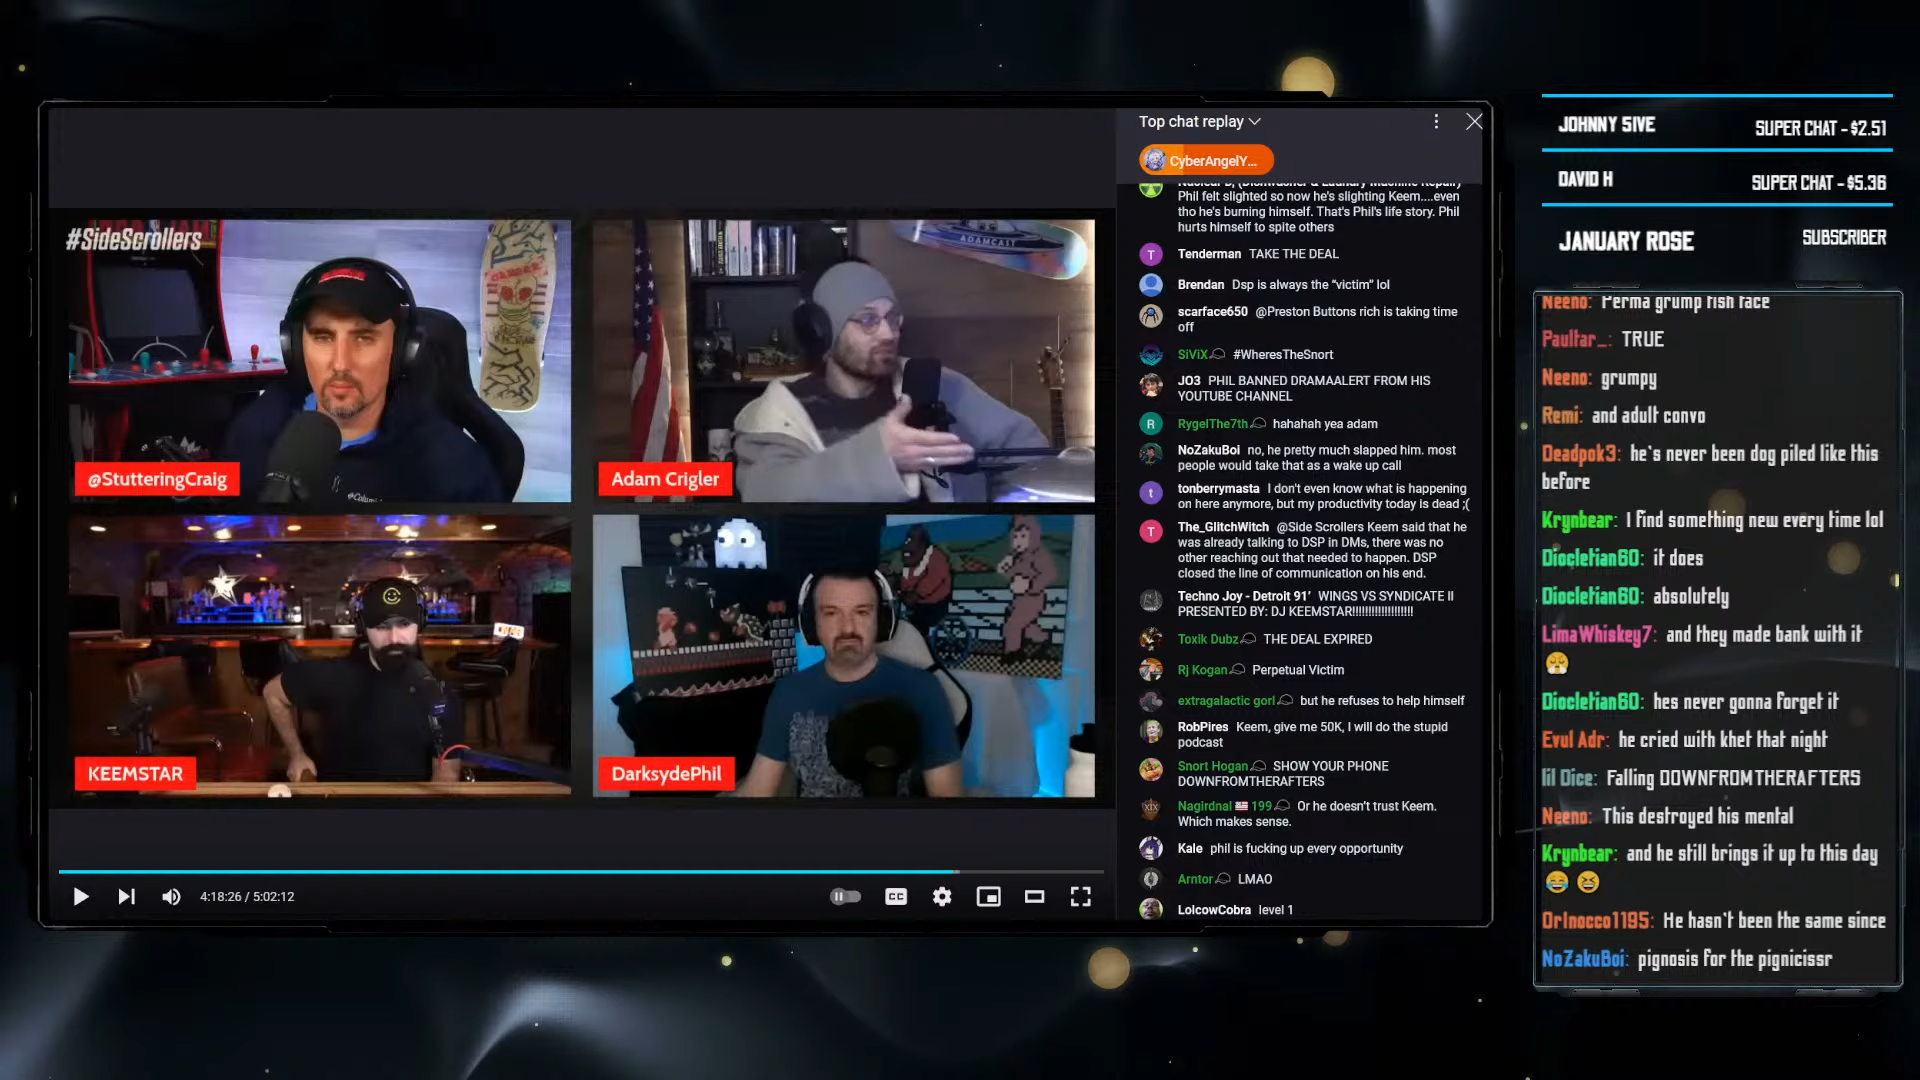 #SideScrollers
ADAMCAIT
@StutteringCraig
Adam Crigler
KEEMSTAR
DarksydePhil
4:18:26 / 5:02:12
CC
Top chat replay
CyberAngelY...
Nuclear B, (Dishwasher & Laundry Machine Repair)
Phil felt slighted so now he's slighting Keem....even
tho he's burning himself. That's Phil's life story. Phil
hurts himself to spite others
T Tenderman TAKE THE DEAL
Brendan Dsp is always the “victim” lol
scarface650 @Preston Buttons rich is taking time
off
SiViX #WheresTheSnort
JO3 PHIL BANNED DRAMAALERT FROM HIS
YOUTUBE CHANNEL
R RygelThe7th hahahah yea adam
NoZakuBoi no, he pretty much slapped him. most
people would take that as a wake up call
t tonberrymasta I don't even know what is happening
on here anymore, but my productivity today is dead ;(
T The_GlitchWitch @Side Scrollers Keem said that he
was already talking to DSP in DMs, there was no
other reaching out that needed to happen. DSP
closed the line of communication on his end.
Techno Joy - Detroit 91’ WINGS VS SYNDICATE II
PRESENTED BY: DJ KEEMSTAR!!!!!!!!!!!!!!!!!!!!
Toxik Dubz THE DEAL EXPIRED
Rj Kogan Perpetual Victim
extragalactic gorl but he refuses to help himself
RobPires Keem, give me 50K, I will do the stupid
podcast
Snort Hogan SHOW YOUR PHONE
DOWNFROMTHERAFTERS
Nagirdnal 🇺🇸 199 Or he doesn’t trust Keem.
Which makes sense.
Kale phil is fucking up every opportunity
Arntor LMAO
LolcowCobra level 1
JOHNNY 5IVE SUPER CHAT - $2.51
DAVID H SUPER CHAT - $5.36
JANUARY ROSE SUBSCRIBER
Neeno: Perma grump fish face
Paultar_: TRUE
Neeno: grumpy
Remi: and adult convo
Deadpok3: he's never been dog piled like this
before
Krynbear: I find something new every time lol
Diocletian60: it does
Diocletian60: absolutely
LimaWhiskey7: and they made bank with it
😤
Diocletian60: hes never gonna forget it
Evul Adr: he cried with khet that night
lil Dice: Falling DOWNFROMTHERAFTERS
Neeno: This destroyed his mental
Krynbear: and he still brings it up to this day
😂 😆
Orinocco1195: He hasn't been the same since
NoZakuBoi: pignosis for the pignicissr